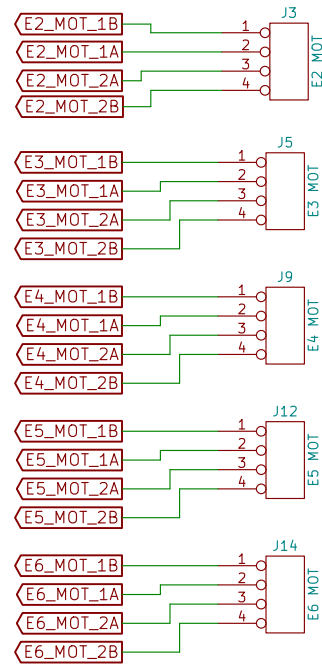 J3
E2_MOT_1B 1
E2_MOT_1A 2
E2_MOT_2A 3
E2_MOT_2B 4
E2 MOT
J5
E3_MOT_1B 1
E3_MOT_1A 2
E3_MOT_2A 3
E3_MOT_2B 4
E3 MOT
J9
E4_MOT_1B 1
E4_MOT_1A 2
E4_MOT_2A 3
E4_MOT_2B 4
E4 MOT
J12
E5_MOT_1B 1
E5_MOT_1A 2
E5_MOT_2A 3
E5_MOT_2B 4
E5 MOT
J14
E6_MOT_1B 1
E6_MOT_1A 2
E6_MOT_2A 3
E6_MOT_2B 4
E6 MOT